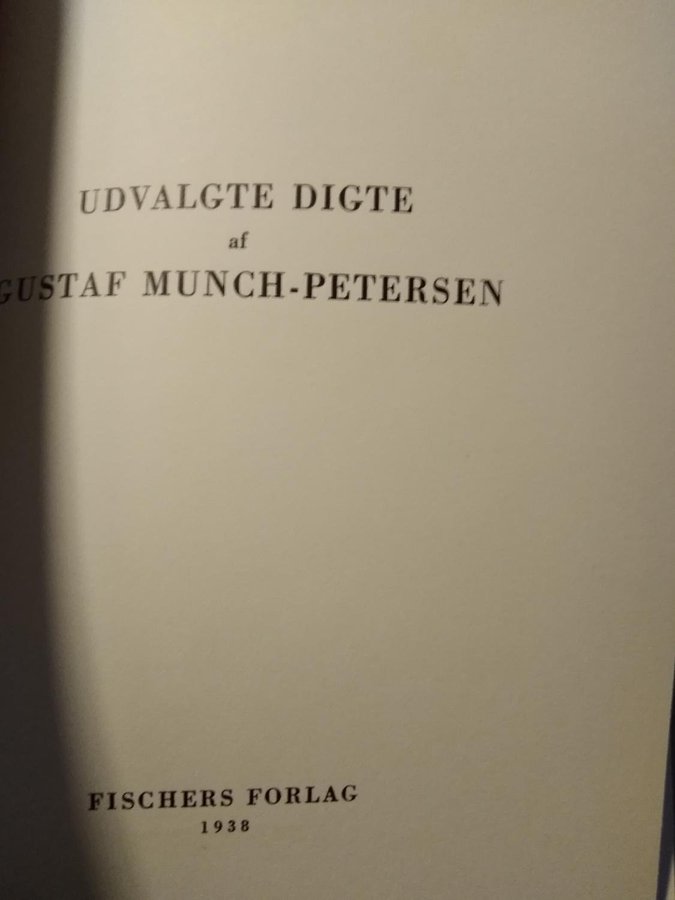 UDVALGTE DIGTE
af
GUSTAF MUNCH-PETERSEN
FISCHERS FORLAG
1938